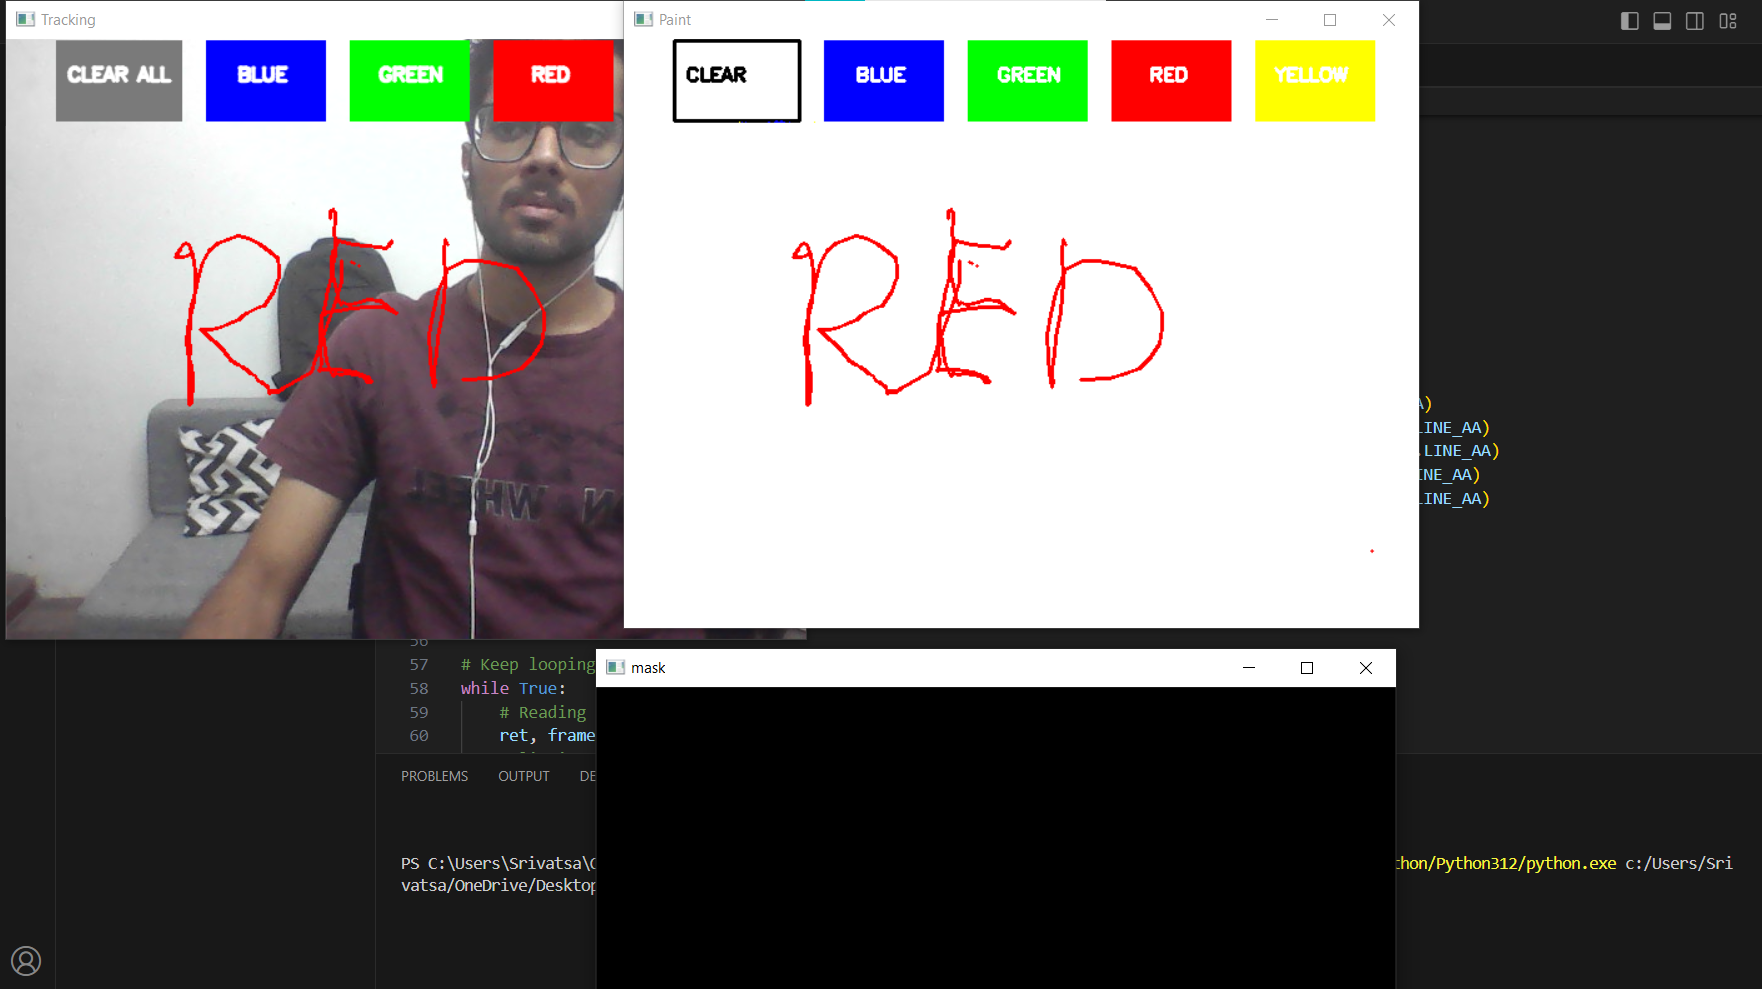 Tracking
CLEAR ALL BLUE GREEN RED
RED
WHEEL
Paint
CLEAR BLUE GREEN RED YELLOW
RED
A)
LINE_AA)
.LINE_AA)
INE_AA)
LINE_AA)
56
57 # Keep looping
58 while True:
59 # Reading
60 ret, frame
mask
PROBLEMS OUTPUT DE
PS C:\Users\Srivatsa\O thon/Python312/python.exe c:/Users/Sri
vatsa/OneDrive/Desktop